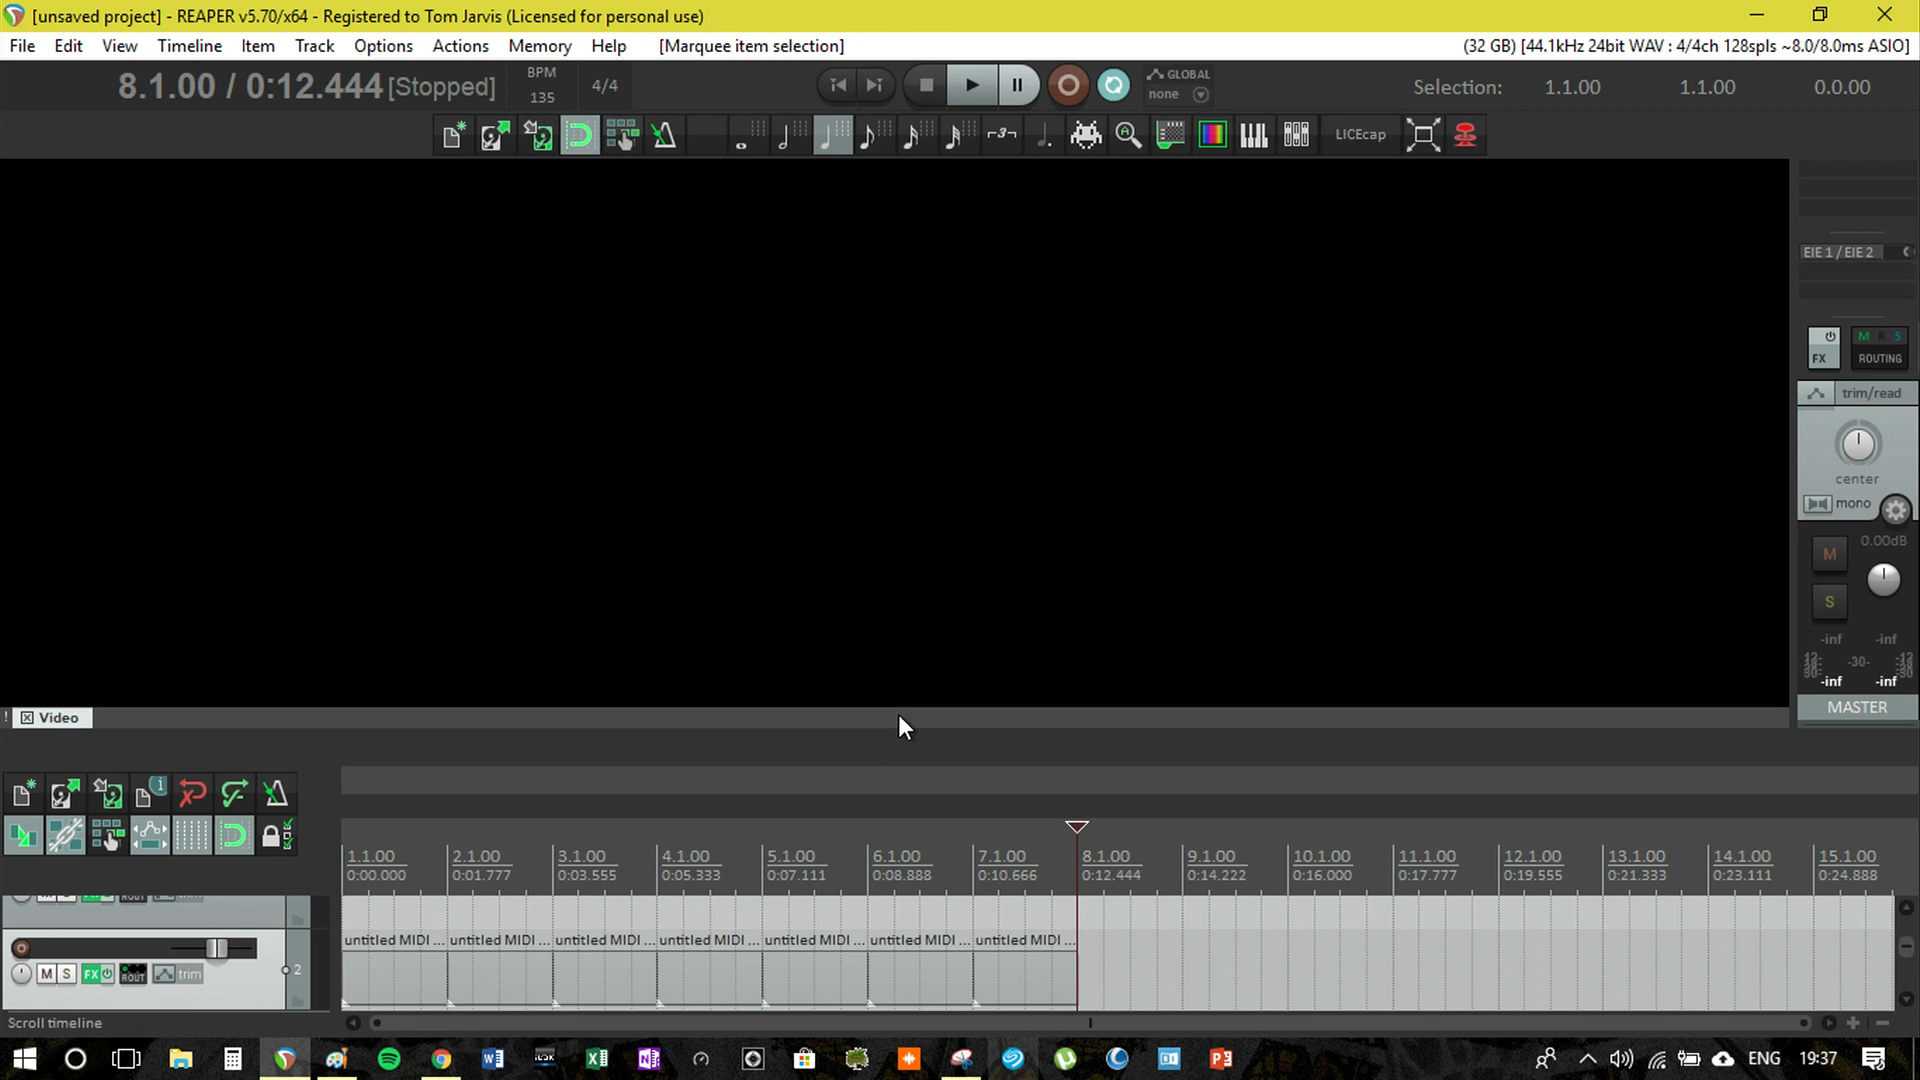 [unsaved project] - REAPER v5.70/x64 - Registered to Tom Jarvis (Licensed for personal use)
File Edit View Timeline Item Track Options Actions Memory Help [Marquee item selection] (32 GB) [44.1kHz 24bit WAV : 4/4ch 128spls ~8.0/8.0ms ASIO]
8.1.00 / 0:12.444 [Stopped]
BPM
135
4/4
GLOBAL
none
Selection: 1.1.00 1.1.00 0.0.00
3
LICEcap
EIE 1 / EIE 2
FX
M R S
ROUTING
trim/read
center
mono
0.00dB
M
S
-inf -inf
-30-
-inf -inf
MASTER
! Video
1.1.00 2.1.00 3.1.00 4.1.00 5.1.00 6.1.00 7.1.00 8.1.00 9.1.00 10.1.00 11.1.00 12.1.00 13.1.00 14.1.00 15.1.00
0:00.000 0:01.777 0:03.555 0:05.333 0:07.111 0:08.888 0:10.666 0:12.444 0:14.222 0:16.000 0:17.777 0:19.555 0:21.333 0:23.111 0:24.888
untitled MIDI ... untitled MIDI ... untitled MIDI ... untitled MIDI ... untitled MIDI ... untitled MIDI ... untitled MIDI ...
M S FX ROUT trim 2
Scroll timeline
ENG 19:37